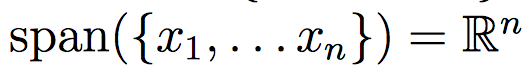 span({x₁, … xₙ}) = ℝⁿ